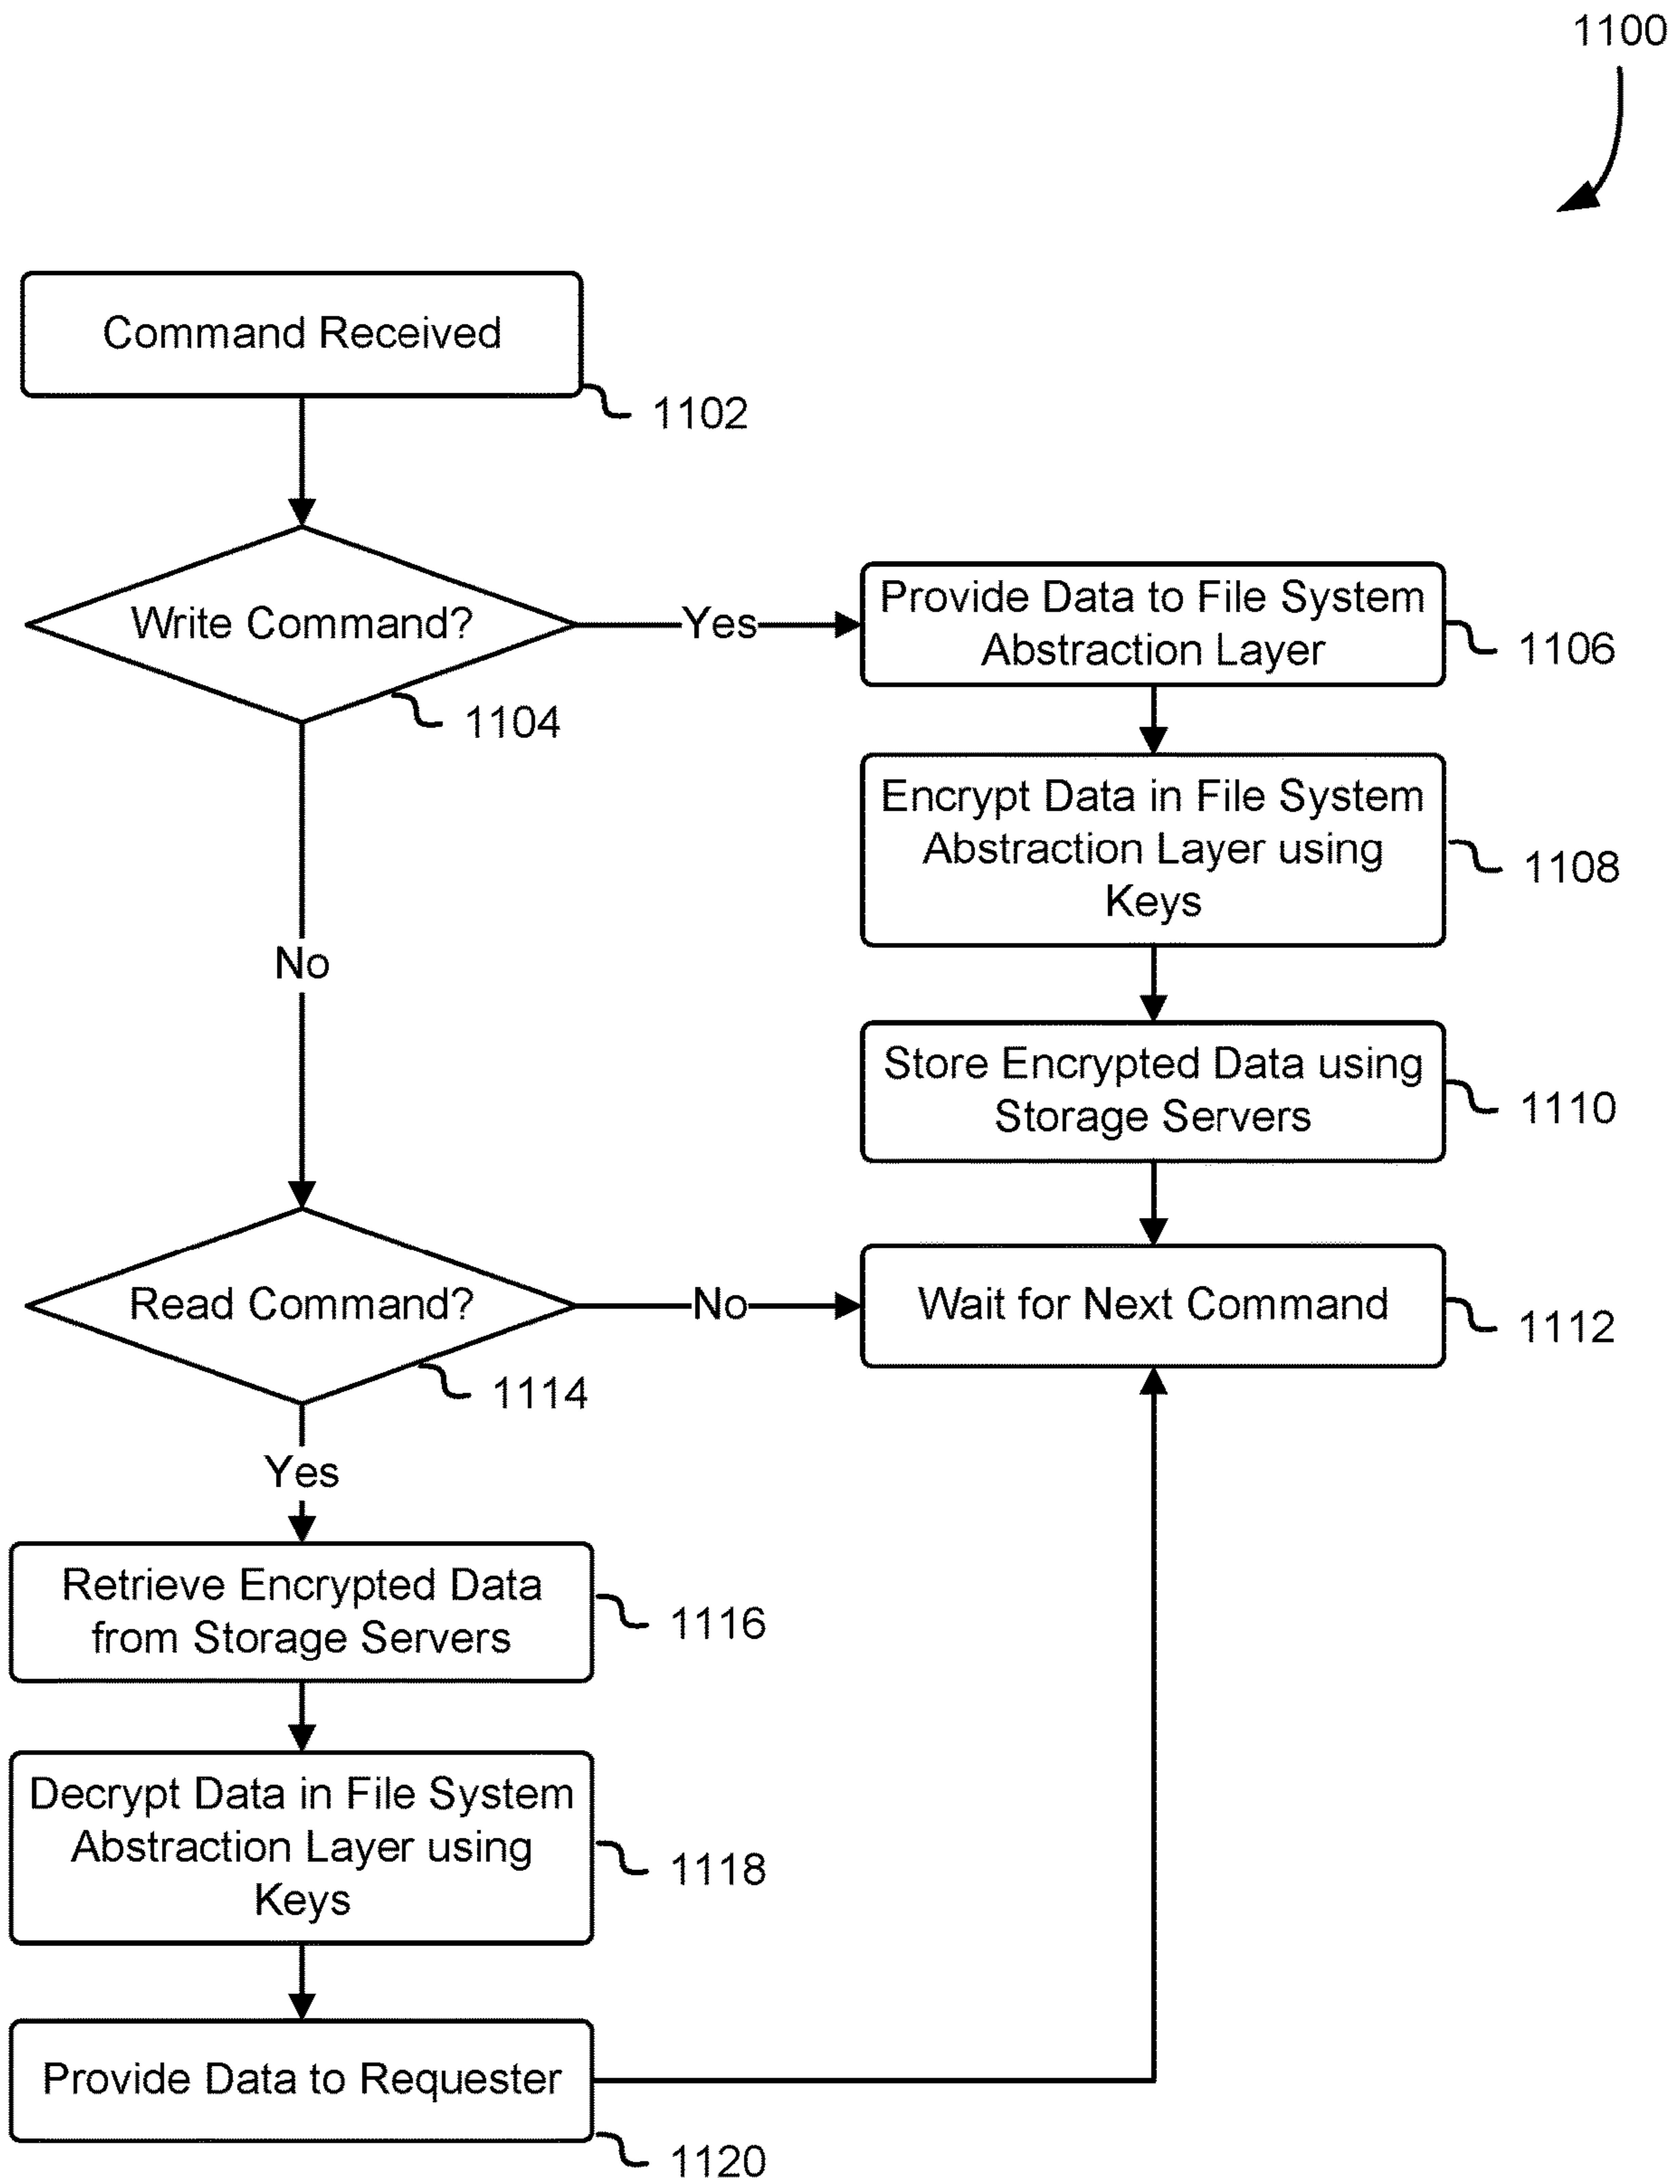 1100
Command Received
1102
Write Command?
1104
Yes
Provide Data to File System
Abstraction Layer
1106
Encrypt Data in File System
Abstraction Layer using
Keys
1108
No
Store Encrypted Data using
Storage Servers
1110
Read Command?
1114
No
Wait for Next Command
1112
Yes
Retrieve Encrypted Data
from Storage Servers
1116
Decrypt Data in File System
Abstraction Layer using
Keys
1118
Provide Data to Requester
1120